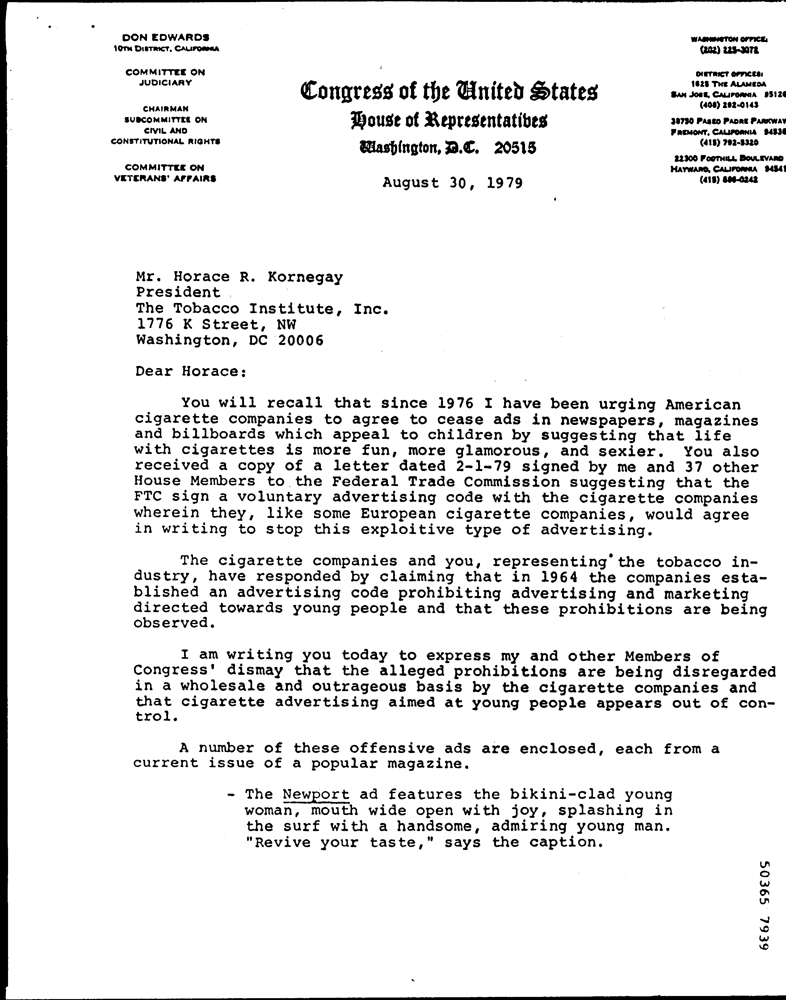 DON EDWARDS
10TH DISTRICT, CALIFORNIA
COMMITTEE ON
JUDICIARY
CHAIRMAN
SUBCOMMITTEE ON
CIVIL AND
CONSTITUTIONAL RIGHTS
COMMITTEE ON
VETERANS' AFFAIRS
Congress of the United States
House of Representatives
Washington, D.C. 20515
August 30, 1979
WASHINGTON OFFICE:
(202) 225-3072
DISTRICT OFFICES:
1625 THE ALAMEDA
SAN JOSE, CALIFORNIA 95126
(408) 292-0143
38750 PASEO PADRE PARKWAY
FREMONT, CALIFORNIA 94536
(415) 792-5320
22300 FOOTHILL BOULEVARD
HAYWARD, CALIFORNIA 94541
(415)
Mr. Horace R. Kornegay
President
The Tobacco Institute, Inc.
1776 K Street, NW
Washington, DC 20006
Dear Horace:
You will recall that since 1976 I have been urging American
cigarette companies to agree to cease ads in newspapers, magazines
and billboards which appeal to children by suggesting that life
with cigarettes is more fun, more glamorous, and sexier. You also
received a copy of a letter dated 2-1-79 signed by me and 37 other
House Members to the Federal Trade Commission suggesting that the
FTC sign a voluntary advertising code with the cigarette companies
wherein they, like some European cigarette companies, would agree
in writing to stop this exploitive type of advertising.
The cigarette companies and you, representing the tobacco in-
dustry, have responded by claiming that in 1964 the companies esta-
blished an advertising code prohibiting advertising and marketing
directed towards young people and that these prohibitions are being
observed.
I am writing you today to express my and other Members of
Congress' dismay that the alleged prohibitions are being disregarded
in a wholesale and outrageous basis by the cigarette companies and
that cigarette advertising aimed at young people appears out of con-
trol.
A number of these offensive ads are enclosed, each from a
current issue of a popular magazine.
- The Newport ad features the bikini-clad young
woman, mouth wide open with joy, splashing in
the surf with a handsome, admiring young man.
"Revive your taste," says the caption.
50365 7939